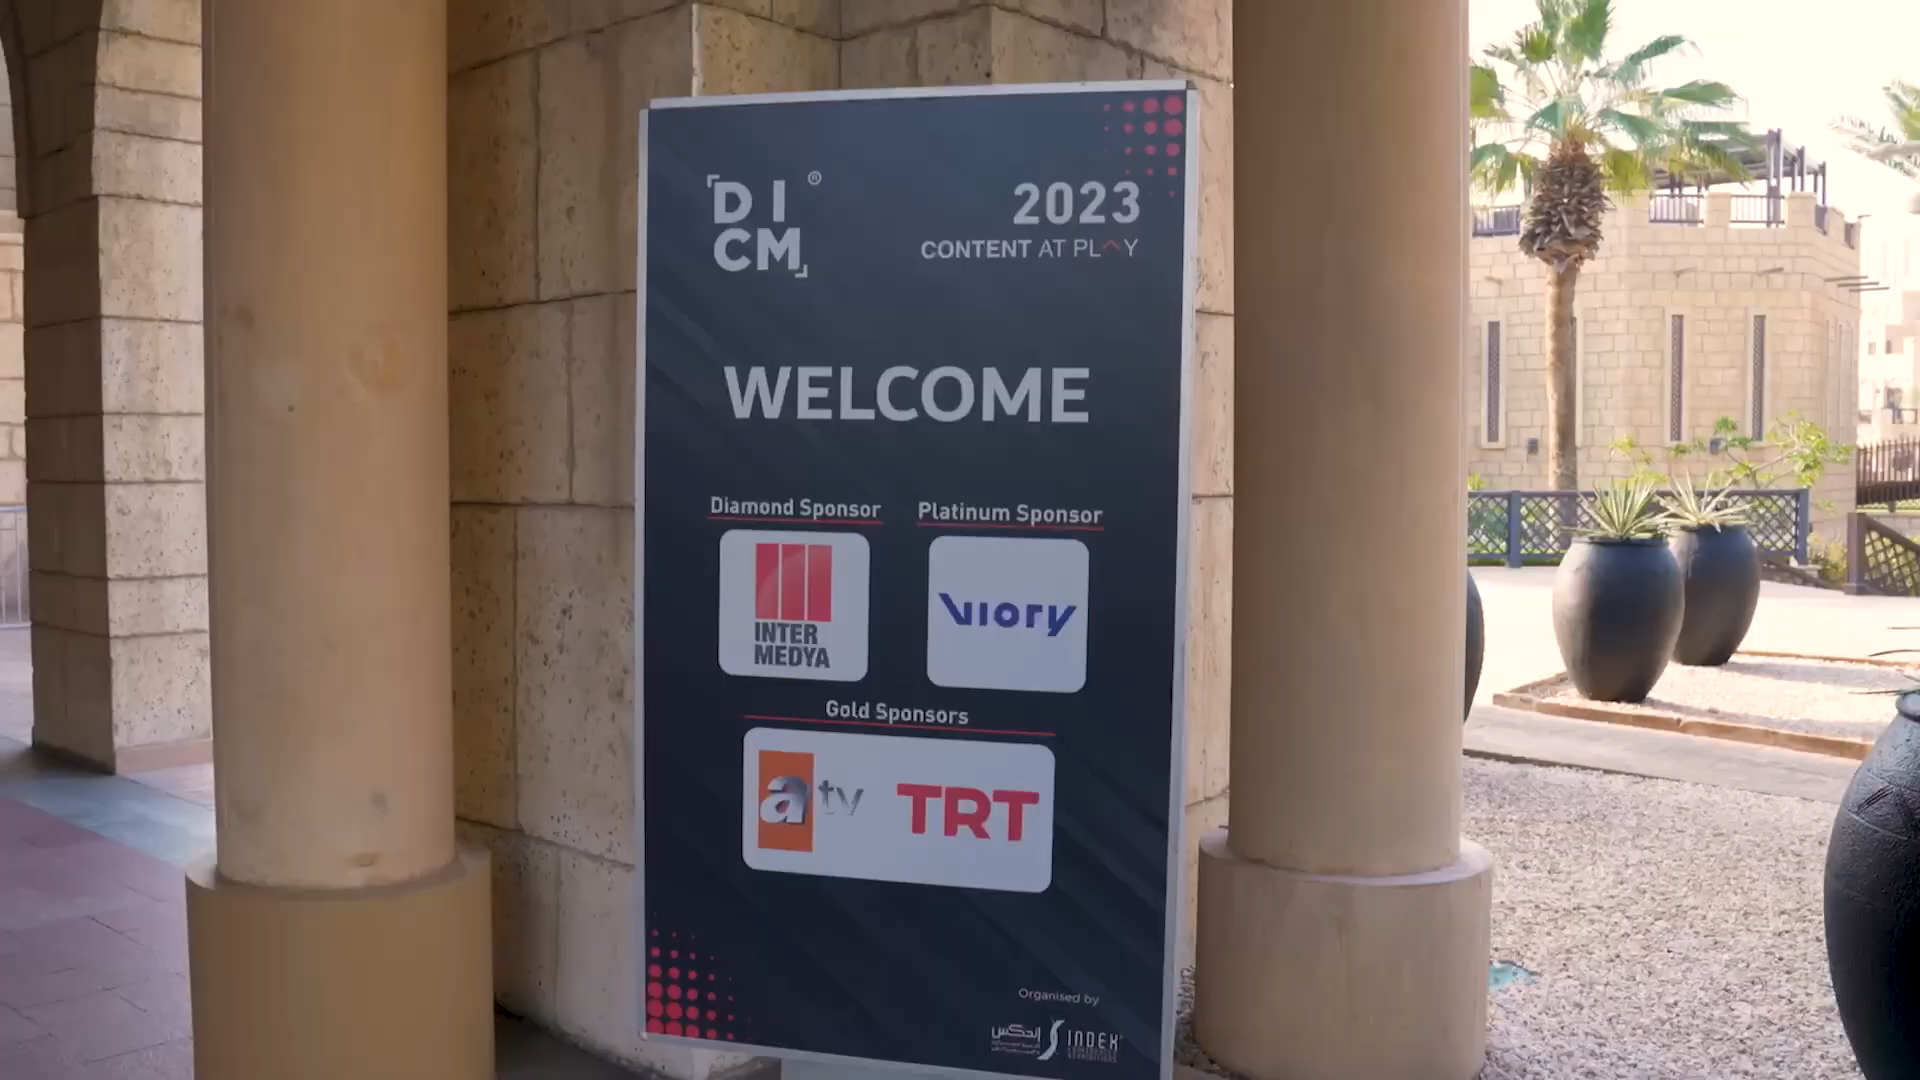 DI ®
CM
2023
CONTENT AT PLAY
WELCOME
Diamond Sponsor
Platinum Sponsor
INTER
MEDYA
viory
Gold Sponsors
atv
TRT
Organised by
اندكس
INDEX